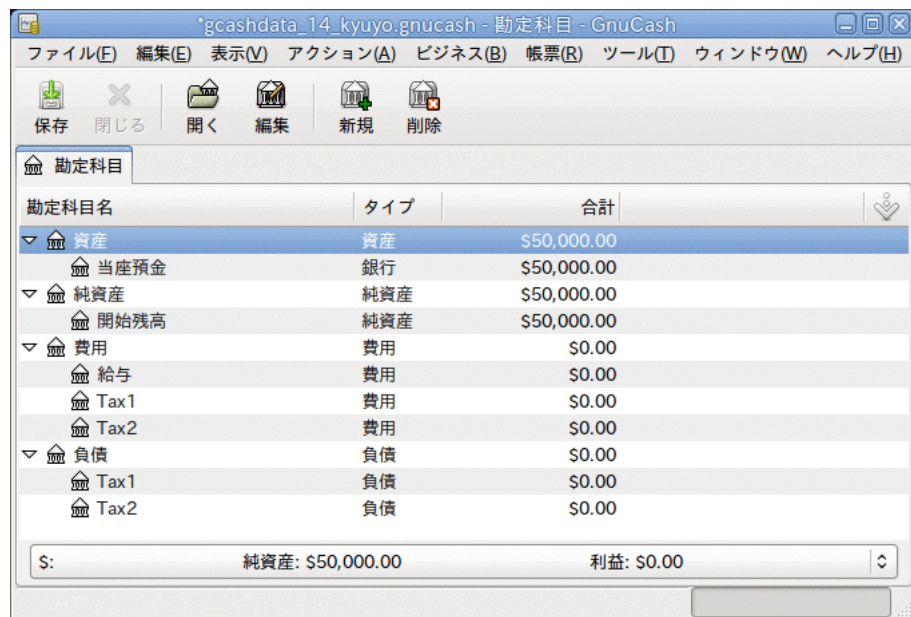 *gcashdata_14_kyuyo.gnucash - 勘定科目 - GnuCash
ファイル(F) 編集(E) 表示(V) アクション(A) ビジネス(B) 帳票(R) ツール(T) ウィンドウ(W) ヘルプ(H)
保存 閉じる 開く 編集 新規 削除
勘定科目
勘定科目名 タイプ 合計
資産 資産 $50,000.00
当座預金 銀行 $50,000.00
純資産 純資産 $50,000.00
開始残高 純資産 $50,000.00
費用 費用 $0.00
給与 費用 $0.00
Tax1 費用 $0.00
Tax2 費用 $0.00
負債 負債 $0.00
Tax1 負債 $0.00
Tax2 負債 $0.00
$: 純資産: $50,000.00 利益: $0.00